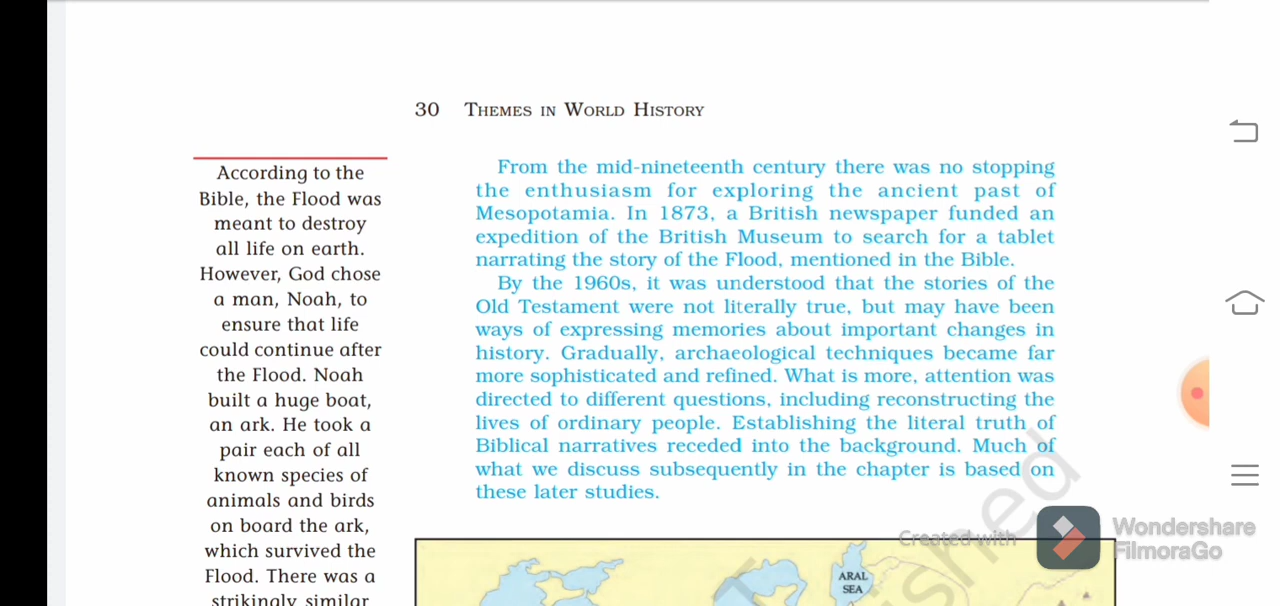 30 THEMES IN WORLD HISTORY
According to the
Bible, the Flood was
meant to destroy
all life on earth.
However, God chose
a man, Noah, to
ensure that life
could continue after
the Flood. Noah
built a huge boat,
an ark. He took a
pair each of all
known species of
animals and birds
on board the ark,
which survived the
Flood. There was a
strikingly similar
From the mid-nineteenth century there was no stopping
the enthusiasm for exploring the ancient past of
Mesopotamia. In 1873, a British newspaper funded an
expedition of the British Museum to search for a tablet
narrating the story of the Flood, mentioned in the Bible.
By the 1960s, it was understood that the stories of the
Old Testament were not literally true, but may have been
ways of expressing memories about important changes in
history. Gradually, archaeological techniques became far
more sophisticated and refined. What is more, attention was
directed to different questions, including reconstructing the
lives of ordinary people. Establishing the literal truth of
Biblical narratives receded into the background. Much of
what we discuss subsequently in the chapter is based on
these later studies.
ARAL
SEA
Created with
Wondershare
FilmoraGo